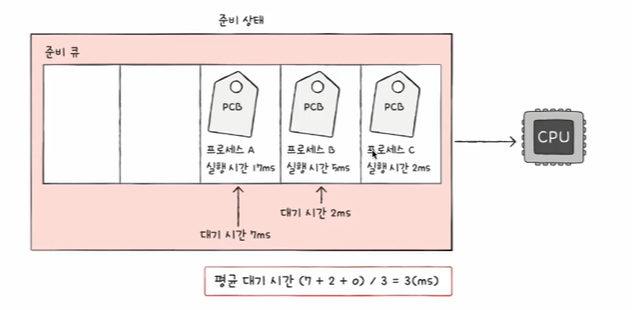 준비 상태
준비 큐
PCB
PCB
PCB
프로세스 A
실행 시간 17ms
프로세스 B
실행 시간 5ms
프로세스 C
실행 시간 2ms
CPU
대기 시간 2ms
대기 시간 7ms
평균 대기 시간 (7 + 2 + 0) / 3 = 3(ms)